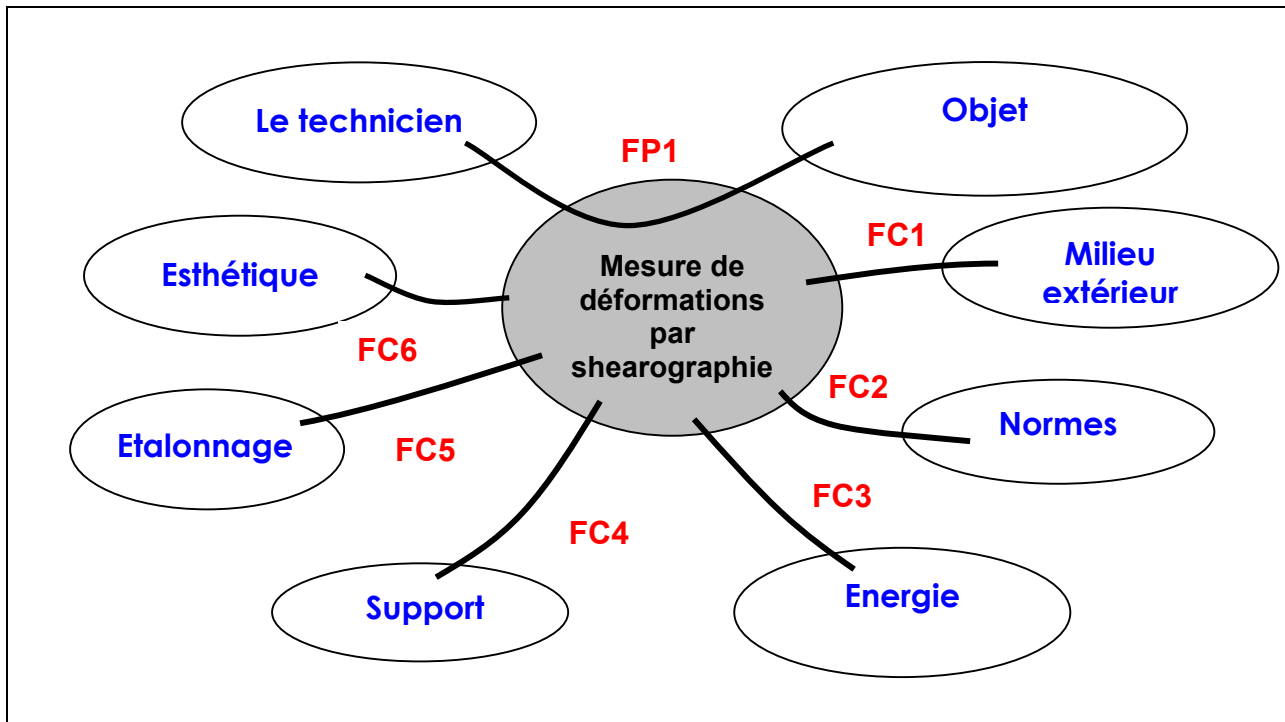 Le technicien
Objet
FP1
FC1
Esthétique
Milieu
extérieur
Mesure de
déformations
par
shearographie
FC6
FC2
Etalonnage
Normes
FC5
FC3
FC4
Support
Energie